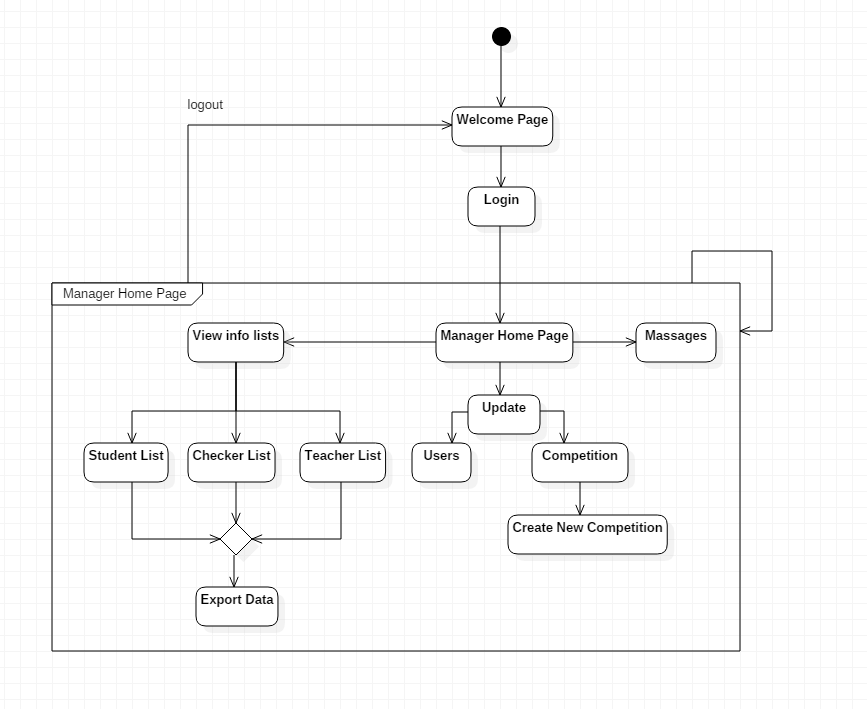 logout
Welcome Page
Login
Manager Home Page
View info lists
Manager Home Page
Massages
Update
Student List
Checker List
Teacher List
Users
Competition
Create New Competition
Export Data